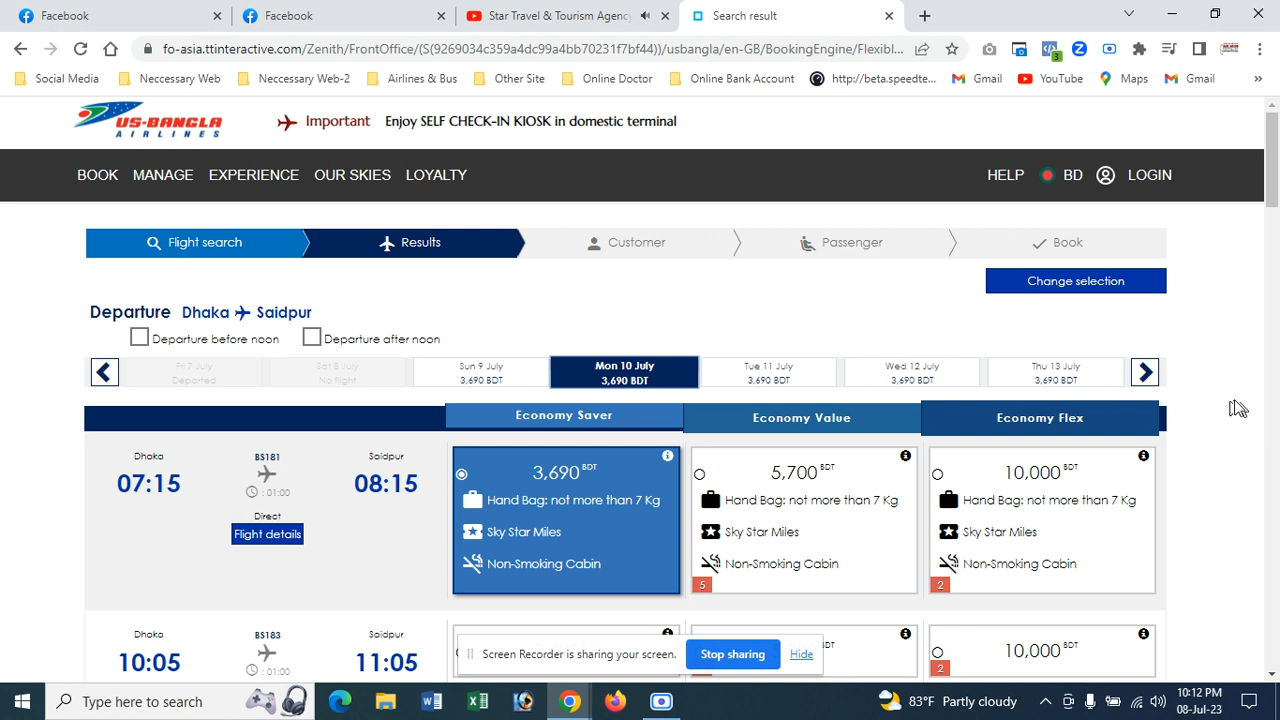 Facebook
Facebook
Star Travel & Tourism Agency
Search result
fo-asia.ttinteractive.com/Zenith/FrontOffice/(S(9269034c359a4dc99a4bb70231f7bf44))/usbangla/en-GB/BookingEngine/Flexibl...
3
Social Media
Neccessary Web
Neccessary Web-2
Airlines & Bus
Other Site
Online Doctor
Online Bank Account
http://beta.speedte...
Gmail
YouTube
Maps
Gmail
»
US-BANGLA
AIRLINES
Important
Enjoy SELF CHECK-IN KIOSK in domestic terminal
BOOK MANAGE EXPERIENCE OUR SKIES LOYALTY
HELP BD LOGIN
Flight search
Results
Customer
Passenger
Book
Change selection
Departure Dhaka Saidpur
Departure before noon
Departure after noon
Fri 7 July
Departed
Sat 8 July
No flight
Sun 9 July
3,690 BDT
Mon 10 July
3,690 BDT
Tue 11 July
3,690 BDT
Wed 12 July
3,690 BDT
Thu 13 July
3,690 BDT
Economy Saver
Economy Value
Economy Flex
Dhaka
07:15
BS181
: 01:00
Direct
Flight details
Saidpur
08:15
3,690 BDT
Hand Bag: not more than 7 Kg
Sky Star Miles
Non-Smoking Cabin
5,700 BDT
Hand Bag: not more than 7 Kg
Sky Star Miles
Non-Smoking Cabin
5
10,000 BDT
Hand Bag: not more than 7 Kg
Sky Star Miles
Non-Smoking Cabin
2
Dhaka
10:05
BS183
: 01:00
Saidpur
11:05
10,000 BDT
2
Screen Recorder is sharing your screen.
Stop sharing
Hide
Type here to search
83°F Partly cloudy
10:12 PM
08-Jul-23